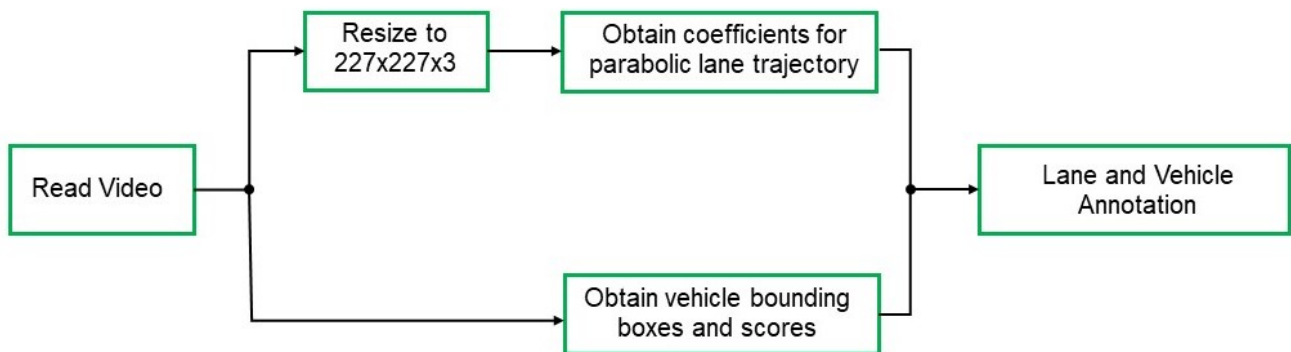 Resize to
227x227x3
Obtain coefficients for
parabolic lane trajectory
Read Video
Lane and Vehicle
Annotation
Obtain vehicle bounding
boxes and scores